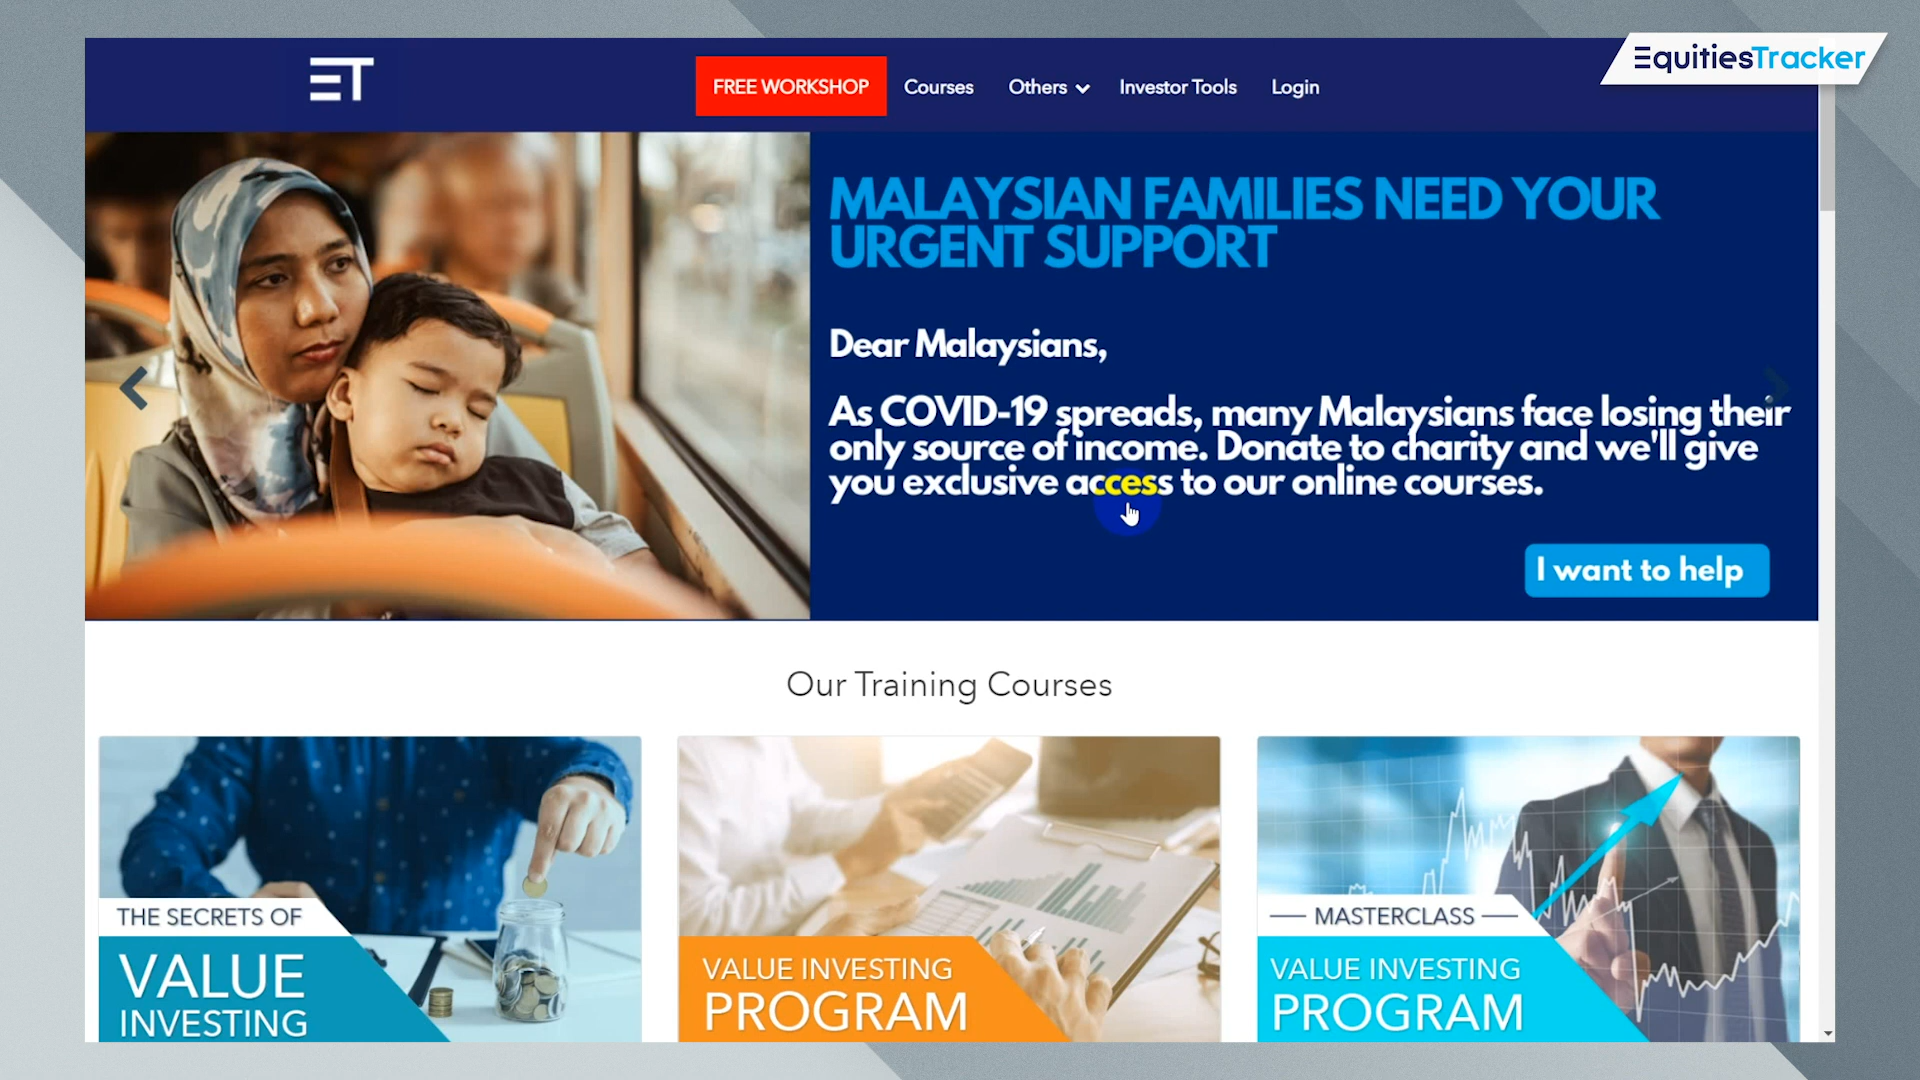 EquitiesTracker
ET
FREE WORKSHOP
Courses
Others
Investor Tools
Login
MALAYSIAN FAMILIES NEED YOUR
URGENT SUPPORT
Dear Malaysians,
As COVID-19 spreads, many Malaysians face losing their
only source of income. Donate to charity and we'll give
you exclusive access to our online courses.
I want to help
Our Training Courses
THE SECRETS OF
VALUE
INVESTING
VALUE INVESTING
PROGRAM
MASTERCLASS
VALUE INVESTING
PROGRAM